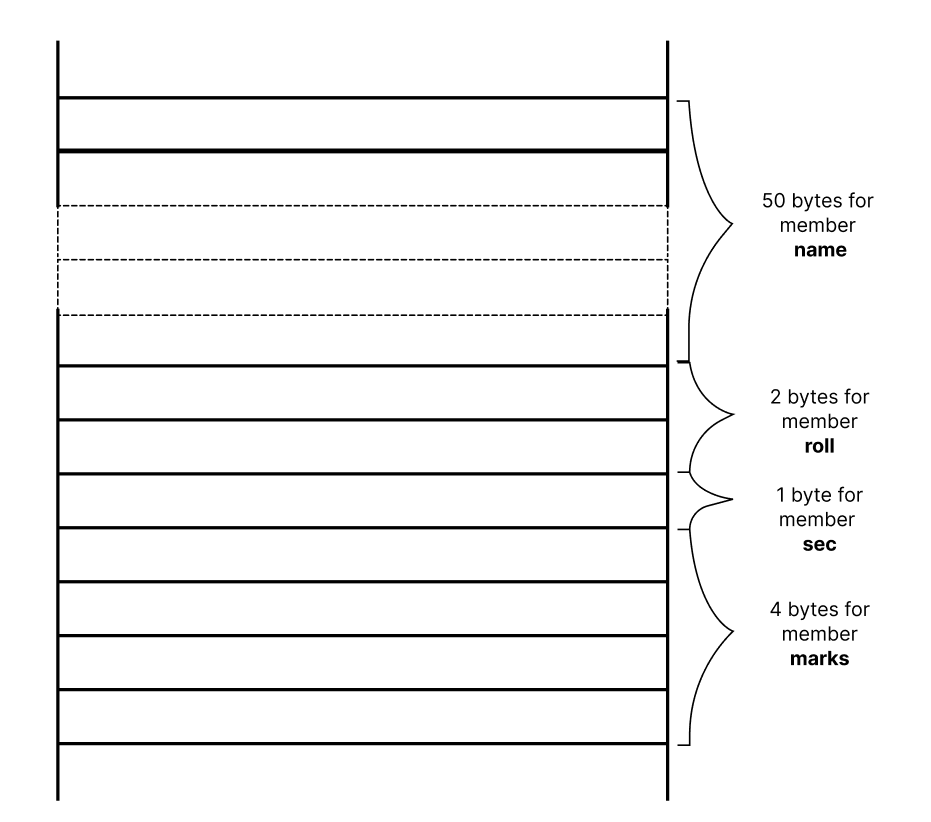 50 bytes for
member
name
2 bytes for
member
roll
1 byte for
member
sec
4 bytes for
member
marks